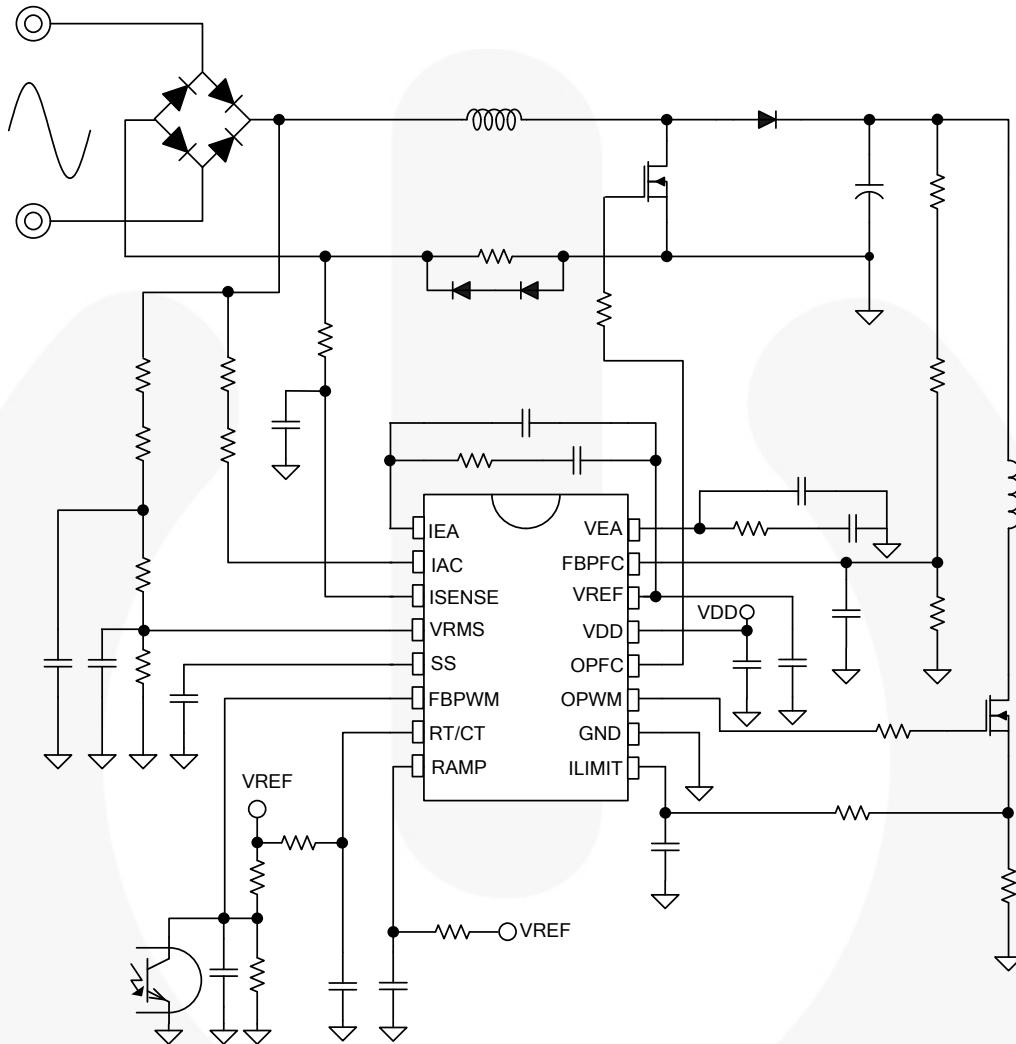 IEA
IAC
ISENSE
VRMS
SS
FBPWM
RT/CT
RAMP
VEA
FBPFC
VREF
VDD
OPFC
OPWM
GND
ILIMIT
VDD
VREF
VREF